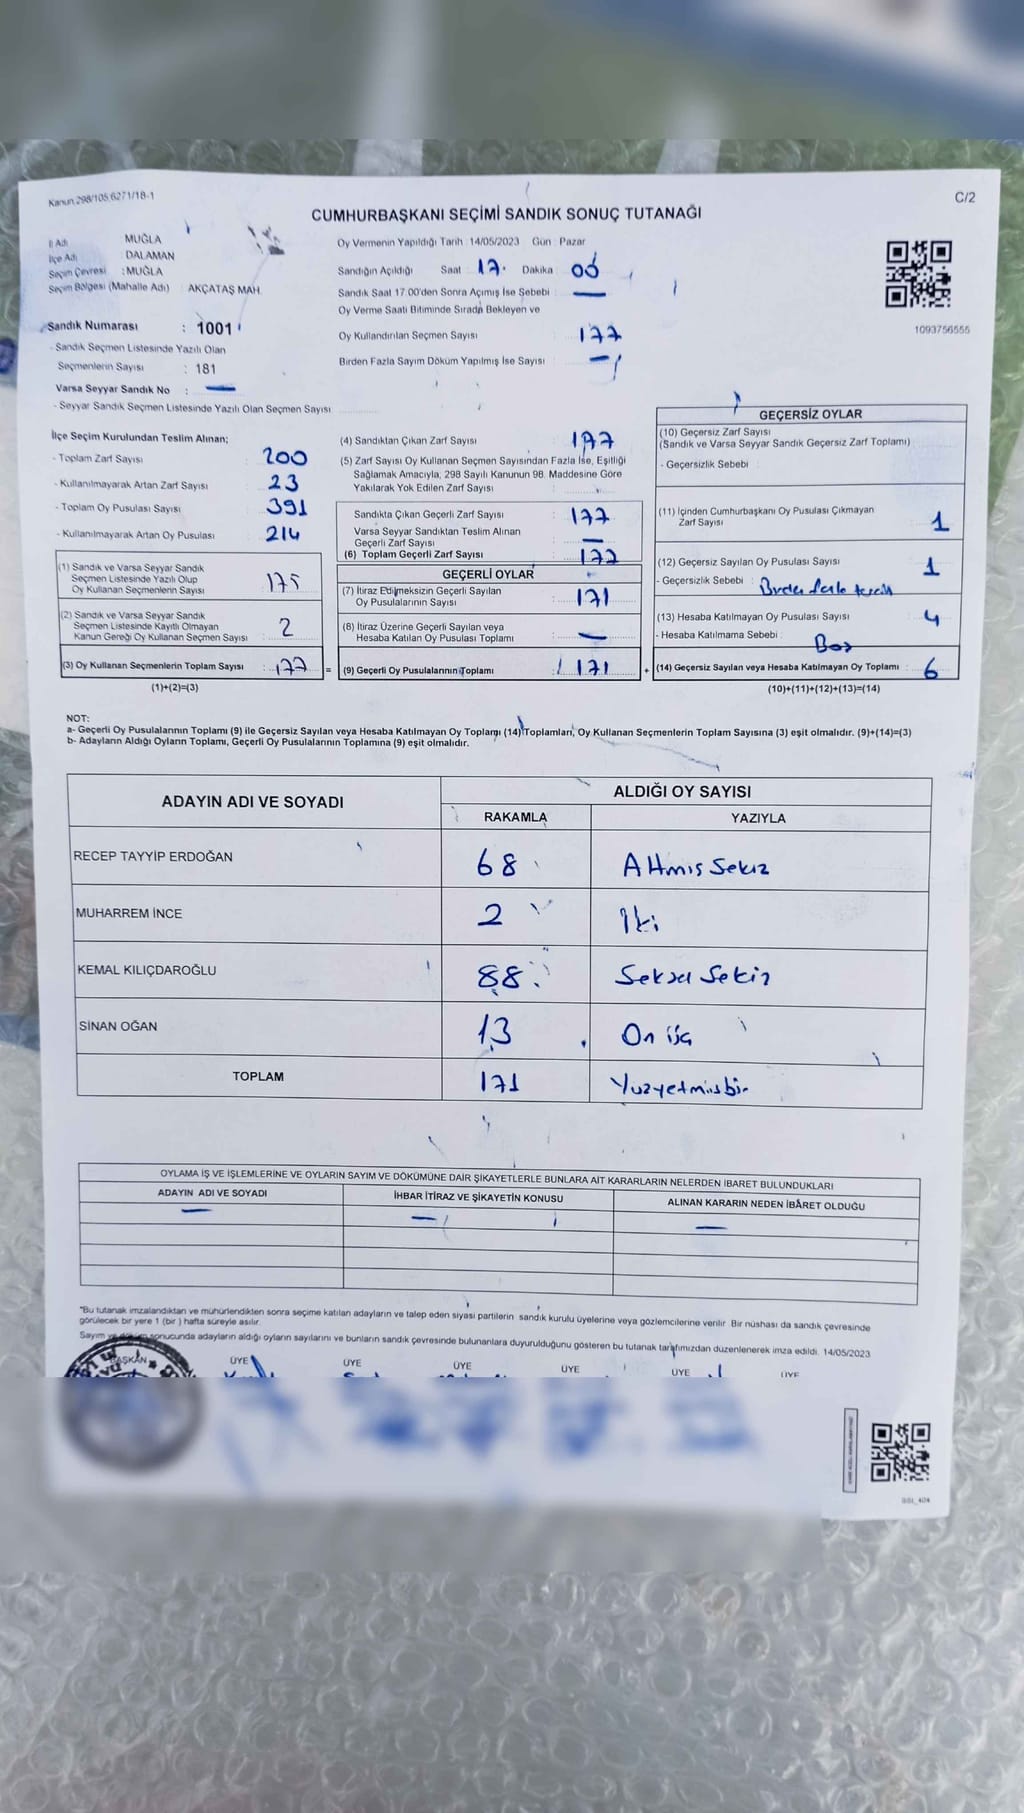 Kanun.298/105.6271/18-1
C/2
CUMHURBAŞKANI SEÇİMİ SANDIK SONUÇ TUTANAĞI
İl Adı : MUĞLA
İlçe Adı : DALAMAN
Seçim Çevresi : MUĞLA
Seçim Bölgesi (Mahalle Adı) : AKÇATAŞ MAH.
Sandık Numarası : 1001
- Sandık Seçmen Listesinde Yazılı Olan
Seçmenlerin Sayısı : 181
Varsa Seyyar Sandık No : —
- Seyyar Sandık Seçmen Listesinde Yazılı Olan Seçmen Sayısı
Oy Vermenin Yapıldığı Tarih : 14/05/2023 Gün : Pazar
Sandığın Açıldığı Saat : 17 Dakika : 00
Sandık Saat 17.00'den Sonra Açımış İse Sebebi : —
Oy Verme Saati Bitiminde Sırada Bekleyen ve
Oy Kullandırılan Seçmen Sayısı : 177
Birden Fazla Sayım Döküm Yapılmış İse Sayısı : —
1093756555
İlçe Seçim Kurulundan Teslim Alınan;
- Toplam Zarf Sayısı : 200
- Kullanılmayarak Artan Zarf Sayısı : 23
- Toplam Oy Pusulası Sayısı : 391
- Kullanılmayarak Artan Oy Pusulası : 214
(1) Sandık ve Varsa Seyyar Sandık
Seçmen Listesinde Yazılı Olup
Oy Kullanan Seçmenlerin Sayısı : 175
(2) Sandık ve Varsa Seyyar Sandık
Seçmen Listesinde Kayıtlı Olmayan
Kanun Gereği Oy Kullanan Seçmen Sayısı : 2
(3) Oy Kullanan Seçmenlerin Toplam Sayısı : 177 =
(1)+(2)=(3)
(4) Sandıktan Çıkan Zarf Sayısı : 177
(5) Zarf Sayısı Oy Kullanan Seçmen Sayısından Fazla İse, Eşitliği
Sağlamak Amacıyla, 298 Sayılı Kanunun 98. Maddesine Göre
Yakılarak Yok Edilen Zarf Sayısı
Sandıkta Çıkan Geçerli Zarf Sayısı : 177
Varsa Seyyar Sandıktan Teslim Alınan
Geçerli Zarf Sayısı : —
(6) Toplam Geçerli Zarf Sayısı : 177
GEÇERLİ OYLAR
(7) İtiraz Edilmeksizin Geçerli Sayılan
Oy Pusulalarının Sayısı : 171
(8) İtiraz Üzerine Geçerli Sayılan veya
Hesaba Katılan Oy Pusulası Toplamı : —
(9) Geçerli Oy Pusulalarının Toplamı : 171 +
GEÇERSİZ OYLAR
(10) Geçersiz Zarf Sayısı
(Sandık ve Varsa Seyyar Sandık Geçersiz Zarf Toplamı)
- Geçersizlik Sebebi :
(11) İçinden Cumhurbaşkanı Oy Pusulası Çıkmayan
Zarf Sayısı : 1
(12) Geçersiz Sayılan Oy Pusulası Sayısı : 1
- Geçersizlik Sebebi : Birden fazla tercih
(13) Hesaba Katılmayan Oy Pusulası Sayısı : 4
- Hesaba Katılmama Sebebi : Boş
(14) Geçersiz Sayılan veya Hesaba Katılmayan Oy Toplamı : 6
(10)+(11)+(12)+(13)=(14)
NOT:
a- Geçerli Oy Pusulalarının Toplamı (9) ile Geçersiz Sayılan veya Hesaba Katılmayan Oy Toplamı (14) Toplamları, Oy Kullanan Seçmenlerin Toplam Sayısına (3) eşit olmalıdır. (9)+(14)=(3)
b- Adayların Aldığı Oyların Toplamı, Geçerli Oy Pusulalarının Toplamına (9) eşit olmalıdır.
ADAYIN ADI VE SOYADI ALDIĞI OY SAYISI
RAKAMLA YAZIYLA
RECEP TAYYİP ERDOĞAN 68 Altmış Sekiz
MUHARREM İNCE 2 İki
KEMAL KILIÇDAROĞLU 88 Seksen Sekiz
SİNAN OĞAN 13 On üç
TOPLAM 171 Yüzyetmişbir
OYLAMA İŞ VE İŞLEMLERİNE VE OYLARIN SAYIM VE DÖKÜMÜNE DAİR ŞİKAYETLERLE BUNLARA AİT KARARLARIN NELERDEN İBARET BULUNDUKLARI
ADAYIN ADI VE SOYADI İHBAR İTİRAZ VE ŞİKAYETİN KONUSU ALINAN KARARIN NEDEN İBARET OLDUĞU
— — —
*Bu tutanak imzalandıktan ve mühürlendikten sonra seçime katılan adayların ve talep eden siyasi partilerin sandık kurulu üyelerine veya gözlemcilerine verilir. Bir nüshası da sandık çevresinde
görülecek bir yere 1 (bir) hafta süreyle asılır.
Sayım ve döküm sonucunda adayların aldığı oyların sayılarını ve bunların sandık çevresinde bulunanlara duyurulduğunu gösteren bu tutanak tarafımızdan düzenlenerek imza edildi. 14/05/2023
BAŞKAN ÜYE ÜYE ÜYE ÜYE ÜYE ÜYE